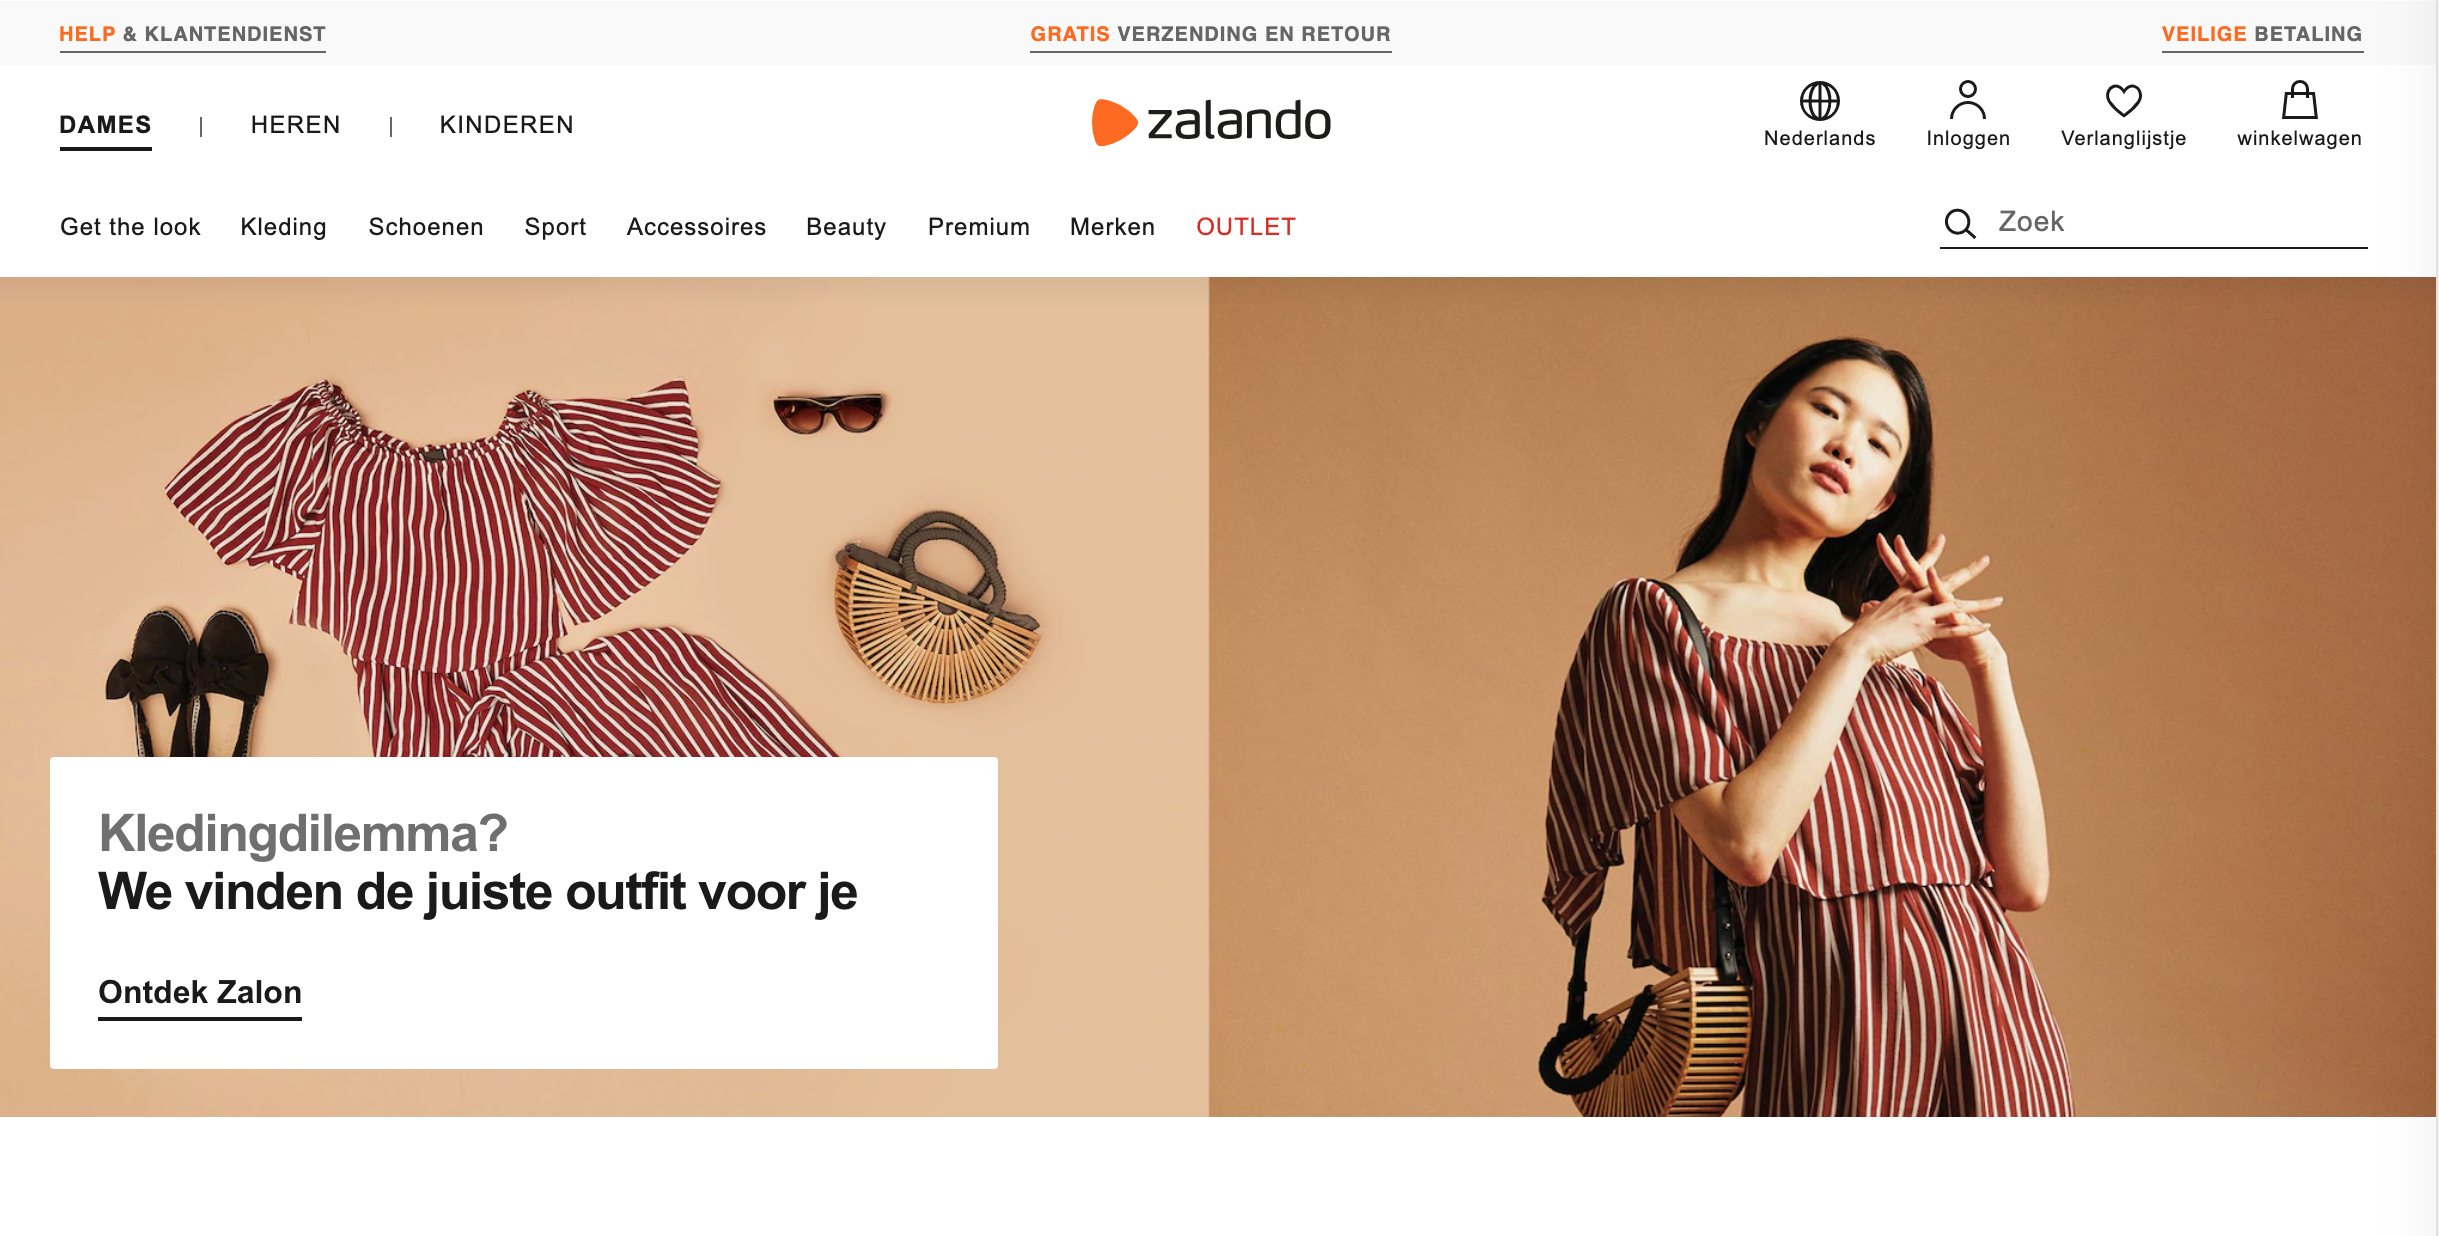 HELP & KLANTENDIENST
GRATIS VERZENDING EN RETOUR
VEILIGE BETALING
DAMES | HEREN | KINDEREN
zalando
Nederlands
Inloggen
Verlanglijstje
winkelwagen
Get the look Kleding Schoenen Sport Accessoires Beauty Premium Merken OUTLET
Zoek
Kledingdilemma?
We vinden de juiste outfit voor je
Ontdek Zalon